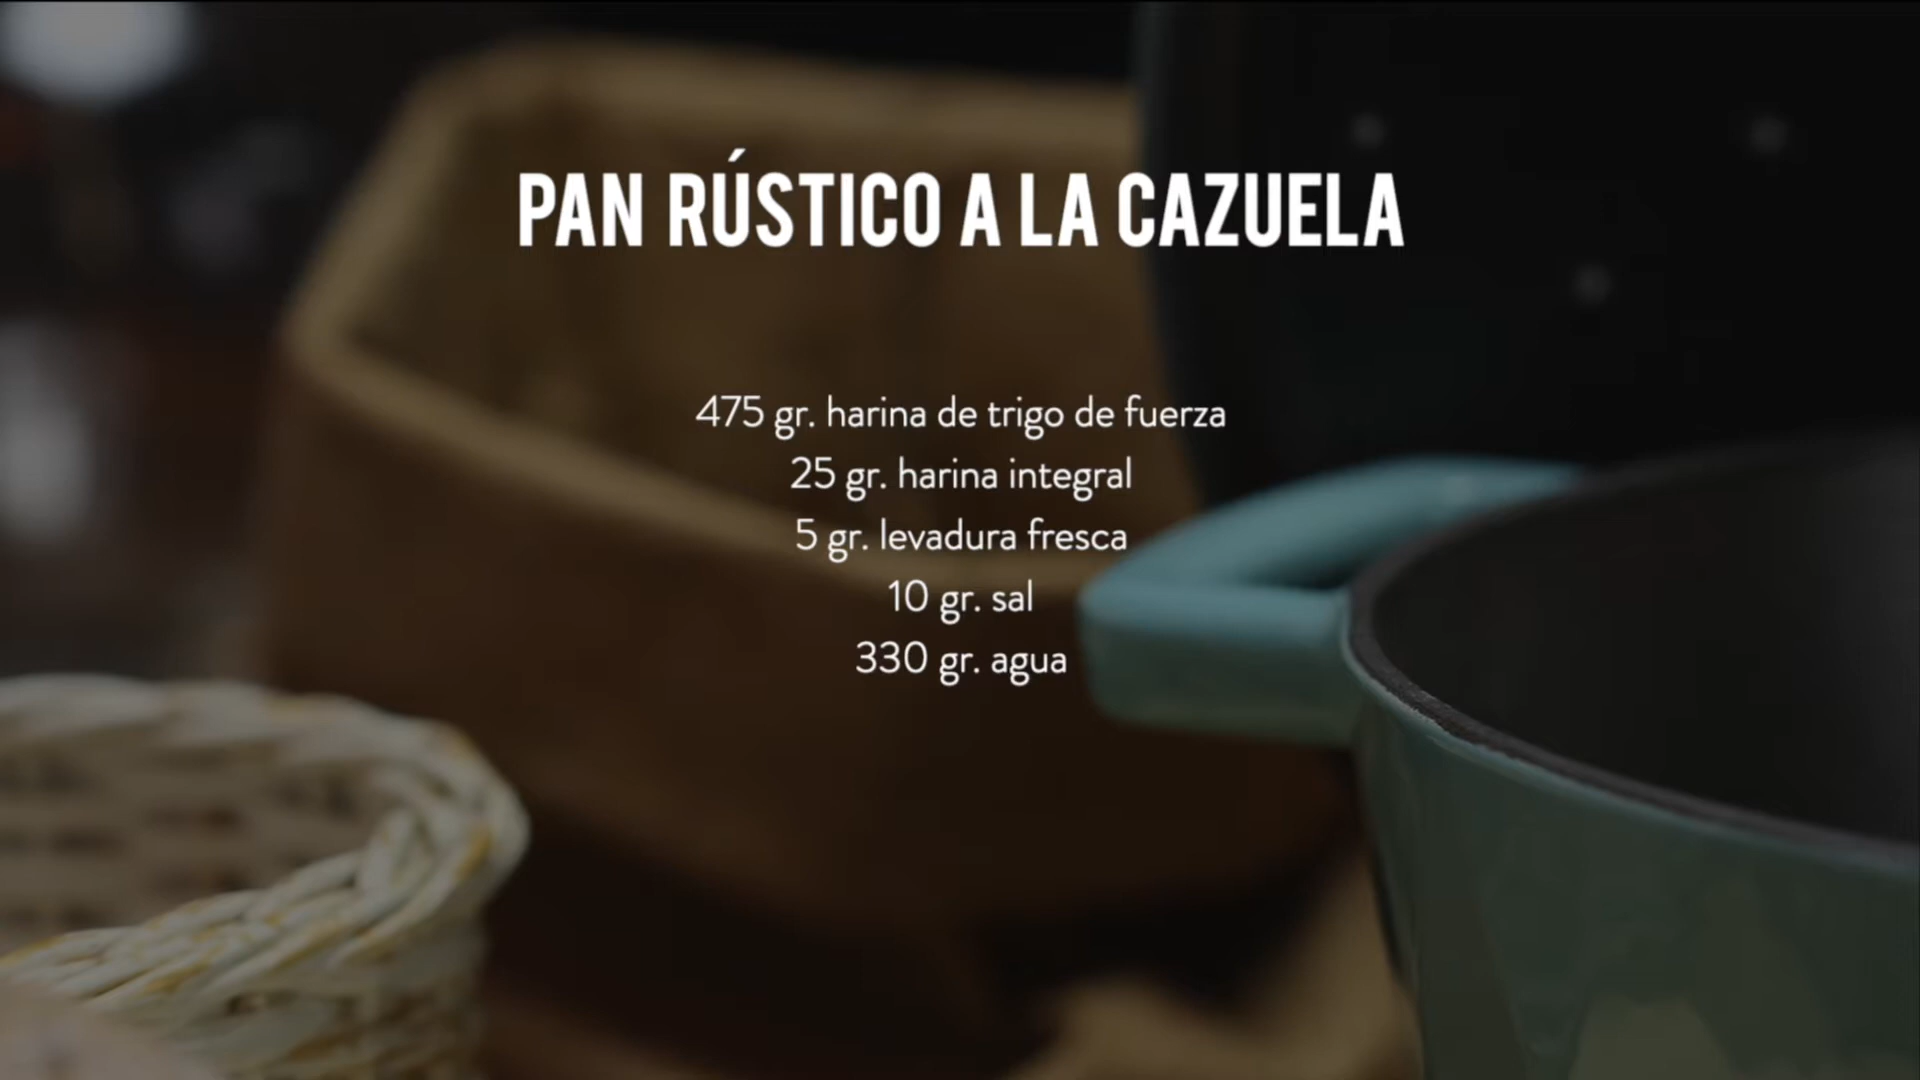 PAN RÚSTICO A LA CAZUELA
475 gr. harina de trigo de fuerza
25 gr. harina integral
5 gr. levadura fresca
10 gr. sal
330 gr. agua